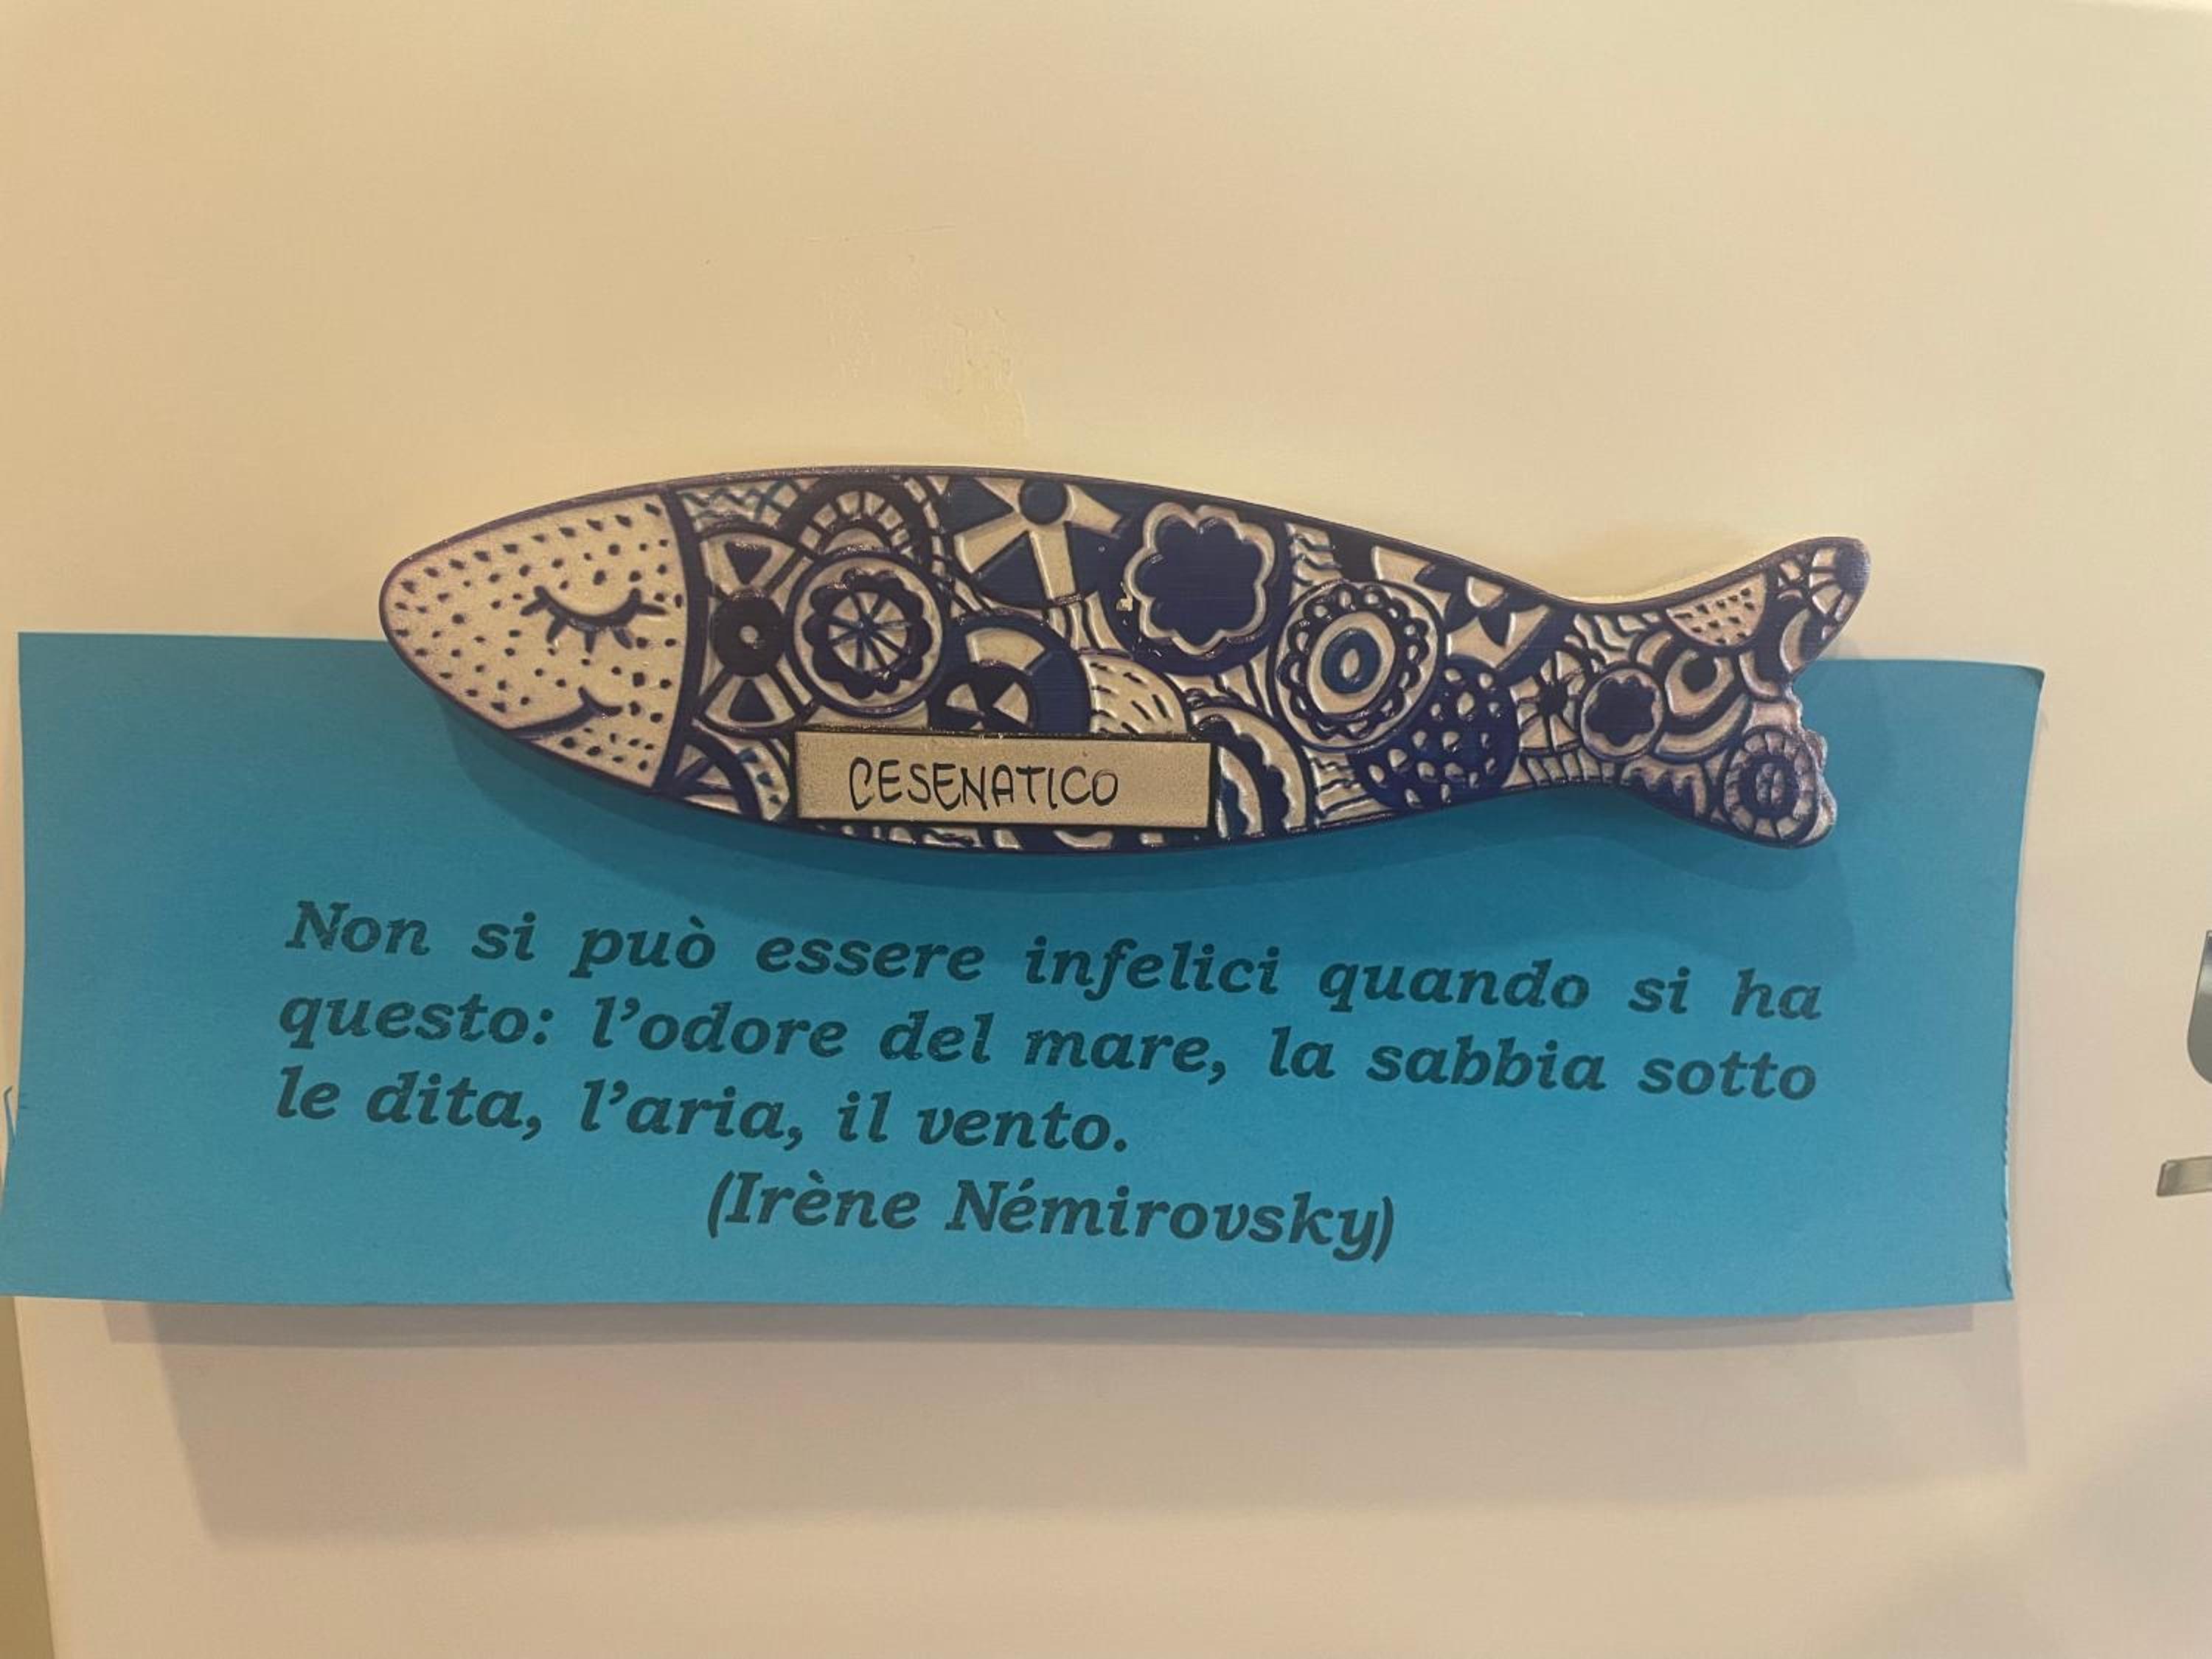 CESENATICO
Non si può essere infelici quando si ha
questo: l'odore del mare, la sabbia sotto
le dita, l'aria, il vento.
(Irène Némirovsky)